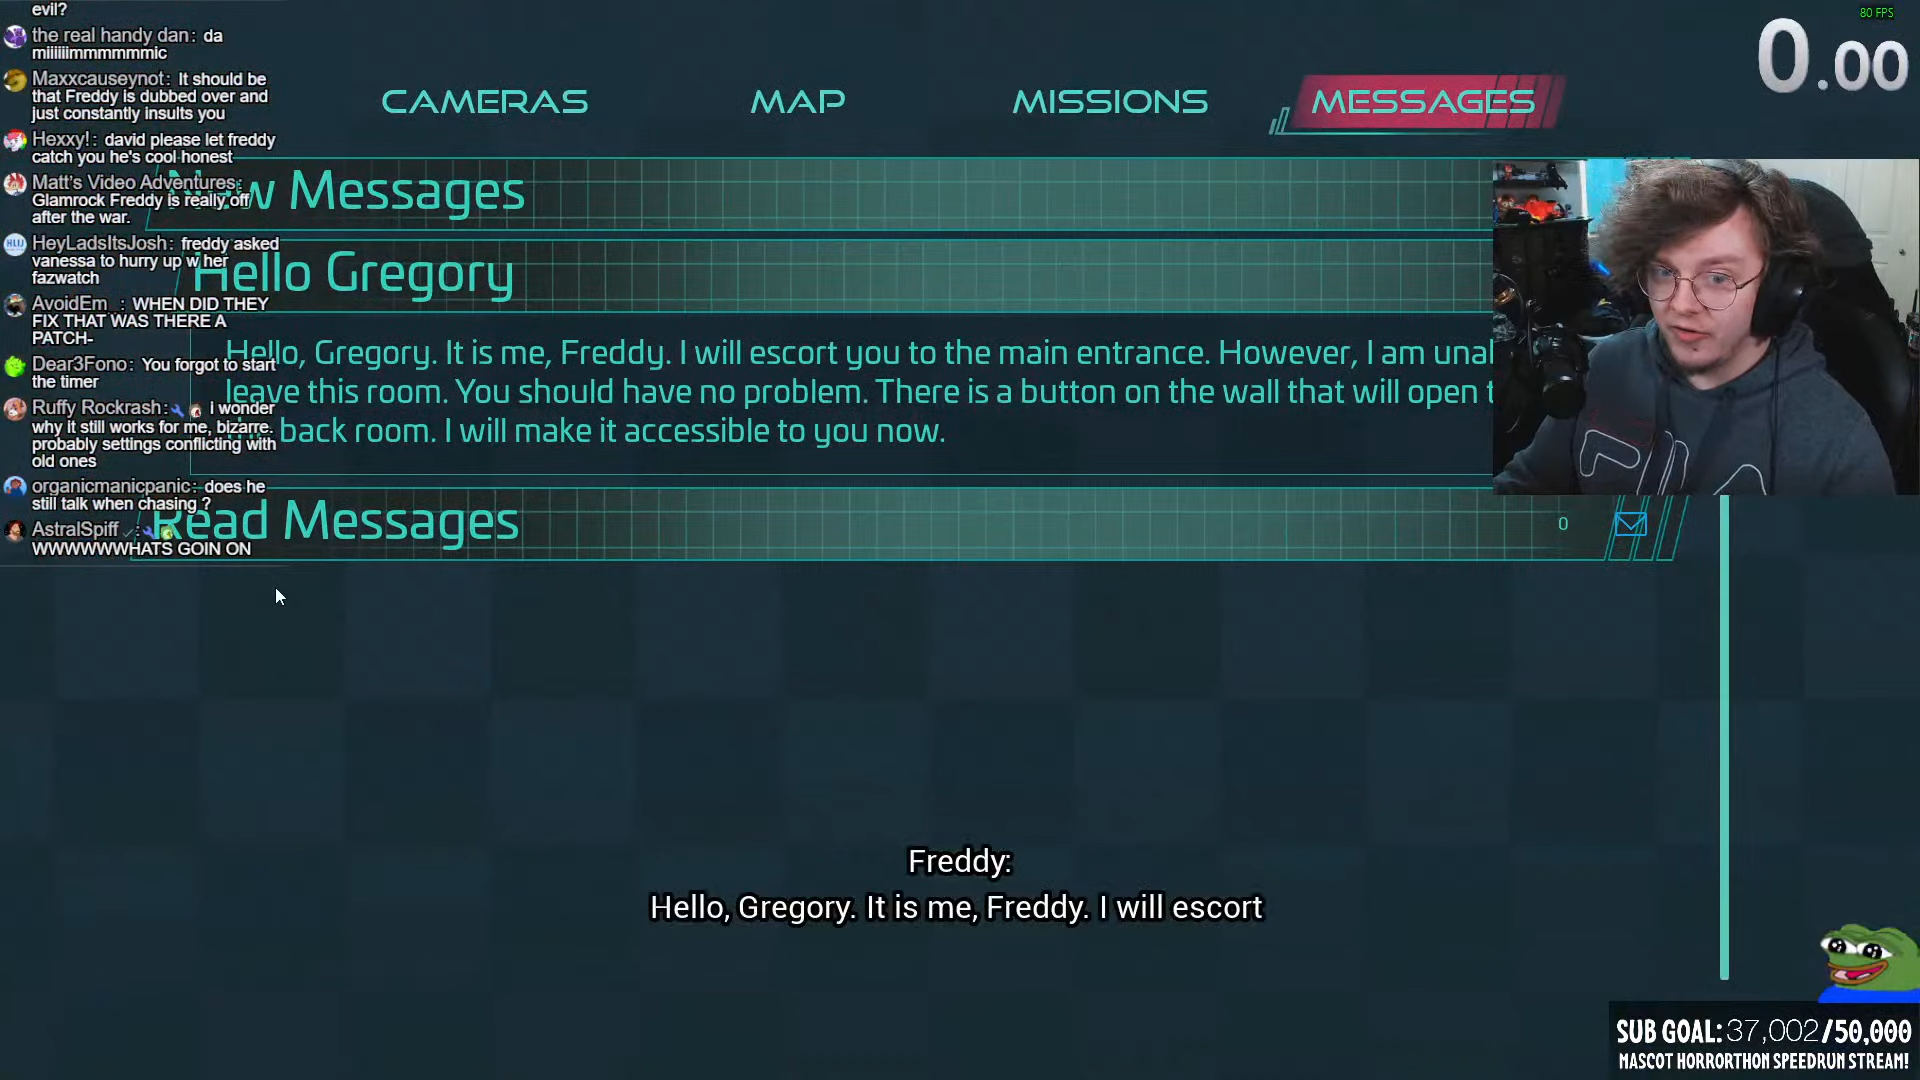 evil?
the real handy dan: da
miiiiiimmmmmmic
Maxxcauseynot: It should be
that Freddy is dubbed over and
just constantly insults you
Hexxy!: david please let freddy
catch you he's cool honest
Matt's Video Adventures:
Glamrock Freddy is really off
after the war.
HLIJ
HeyLadsItsJosh: freddy asked
vanessa to hurry up w her
fazwatch
AvoidEm_: WHEN DID THEY
FIX THAT WAS THERE A
PATCH-
Dear3Fono: You forgot to start
the timer
Ruffy Rockrash: I wonder
why it still works for me, bizarre.
probably settings conflicting with
old ones
organicmanicpanic: does he
still talk when chasing ?
AstralSpiff :
WWWWWWHATS GOIN ON
80 FPS
0.00
CAMERAS MAP MISSIONS MESSAGES
New Messages
Hello Gregory
Hello, Gregory. It is me, Freddy. I will escort you to the main entrance. However, I am
leave this room. You should have no problem. There is a button on the wall that will open
back room. I will make it accessible to you now.
Read Messages
0
Freddy:
Hello, Gregory. It is me, Freddy. I will escort
SUB GOAL: 37,002/50,000
MASCOT HORRORTHON SPEEDRUN STREAM!